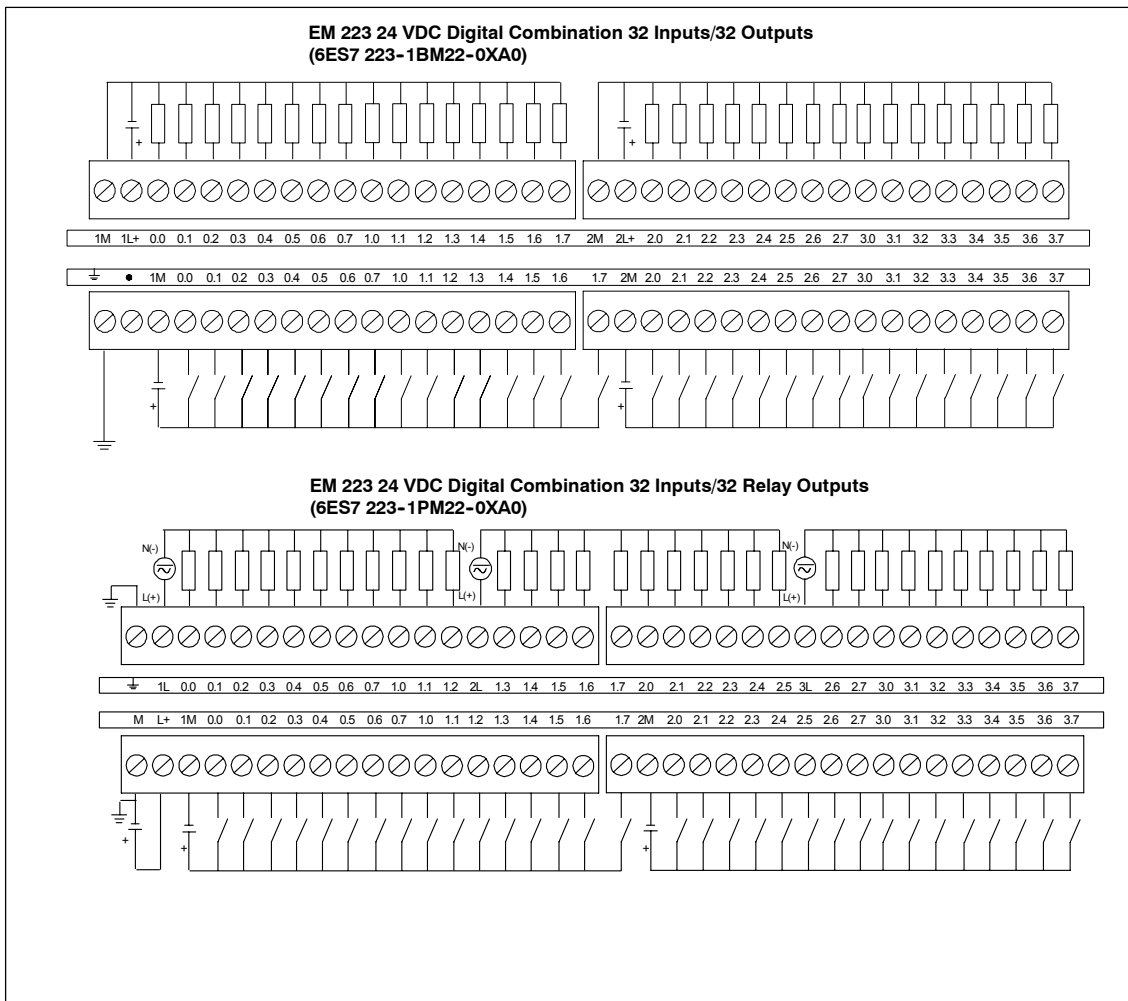 EM 223 24 VDC Digital Combination 32 Inputs/32 Outputs
(6ES7 223-1BM22-0XA0)
+ +
1M 1L+ 0.0 0.1 0.2 0.3 0.4 0.5 0.6 0.7 1.0 1.1 1.2 1.3 1.4 1.5 1.6 1.7 2M 2L+ 2.0 2.1 2.2 2.3 2.4 2.5 2.6 2.7 3.0 3.1 3.2 3.3 3.4 3.5 3.6 3.7
1M 0.0 0.1 0.2 0.3 0.4 0.5 0.6 0.7 1.0 1.1 1.2 1.3 1.4 1.5 1.6 1.7 2M 2.0 2.1 2.2 2.3 2.4 2.5 2.6 2.7 3.0 3.1 3.2 3.3 3.4 3.5 3.6 3.7
+ +
EM 223 24 VDC Digital Combination 32 Inputs/32 Relay Outputs
(6ES7 223-1PM22-0XA0)
N(-) N(-) N(-)
L(+) L(+) L(+)
1L 0.0 0.1 0.2 0.3 0.4 0.5 0.6 0.7 1.0 1.1 1.2 2L 1.3 1.4 1.5 1.6 1.7 2.0 2.1 2.2 2.3 2.4 2.5 3L 2.6 2.7 3.0 3.1 3.2 3.3 3.4 3.5 3.6 3.7
M L+ 1M 0.0 0.1 0.2 0.3 0.4 0.5 0.6 0.7 1.0 1.1 1.2 1.3 1.4 1.5 1.6 1.7 2M 2.0 2.1 2.2 2.3 2.4 2.5 2.6 2.7 3.0 3.1 3.2 3.3 3.4 3.5 3.6 3.7
+ + +